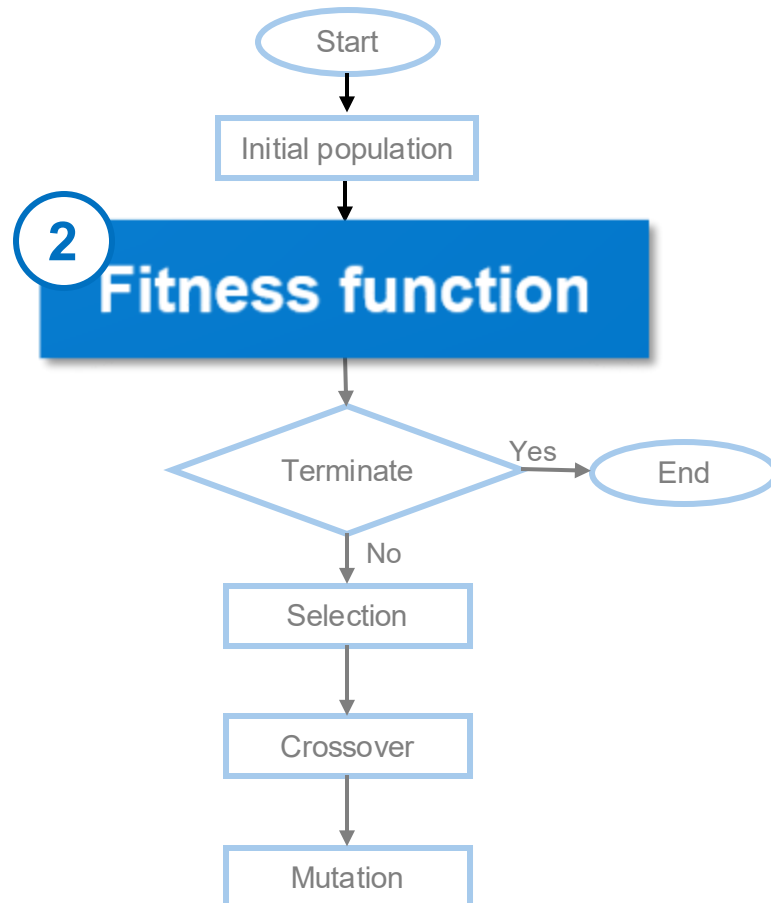 Start
Initial population
2
Fitness function
Terminate
Yes
End
No
Selection
Crossover
Mutation